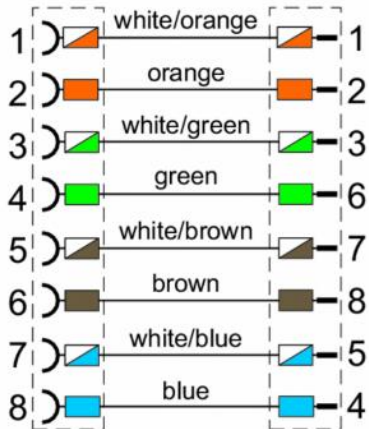 1 white/orange 1
2 orange 2
3 white/green 3
4 green 6
5 white/brown 7
6 brown 8
7 white/blue 5
8 blue 4